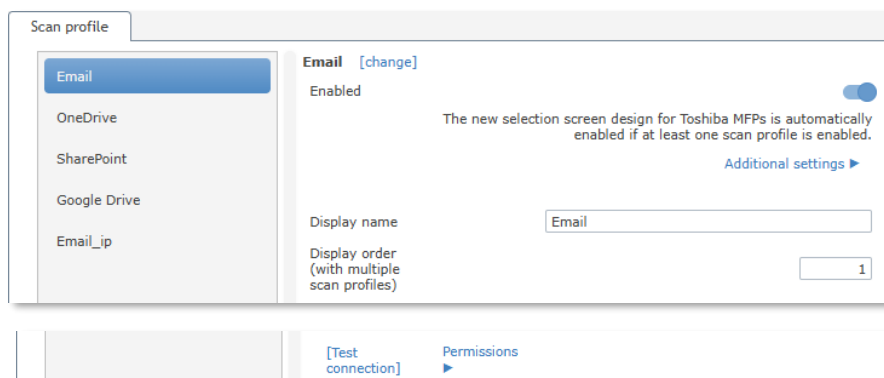 Scan profile
Email
OneDrive
SharePoint
Google Drive
Email_ip
Email [change]
Enabled
The new selection screen design for Toshiba MFPs is automatically
enabled if at least one scan profile is enabled.
Additional settings ►
Display name
Email
Display order
(with multiple
scan profiles)
1
[Test
connection]
Permissions
►